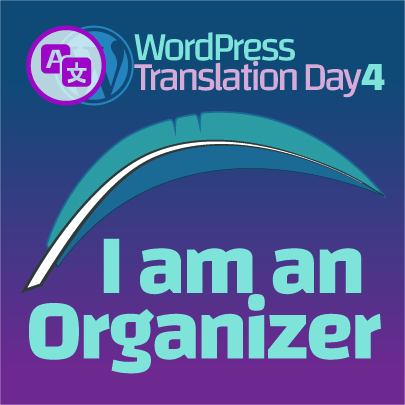 A
文
WordPress
Translation Day4
I am an
Organizer